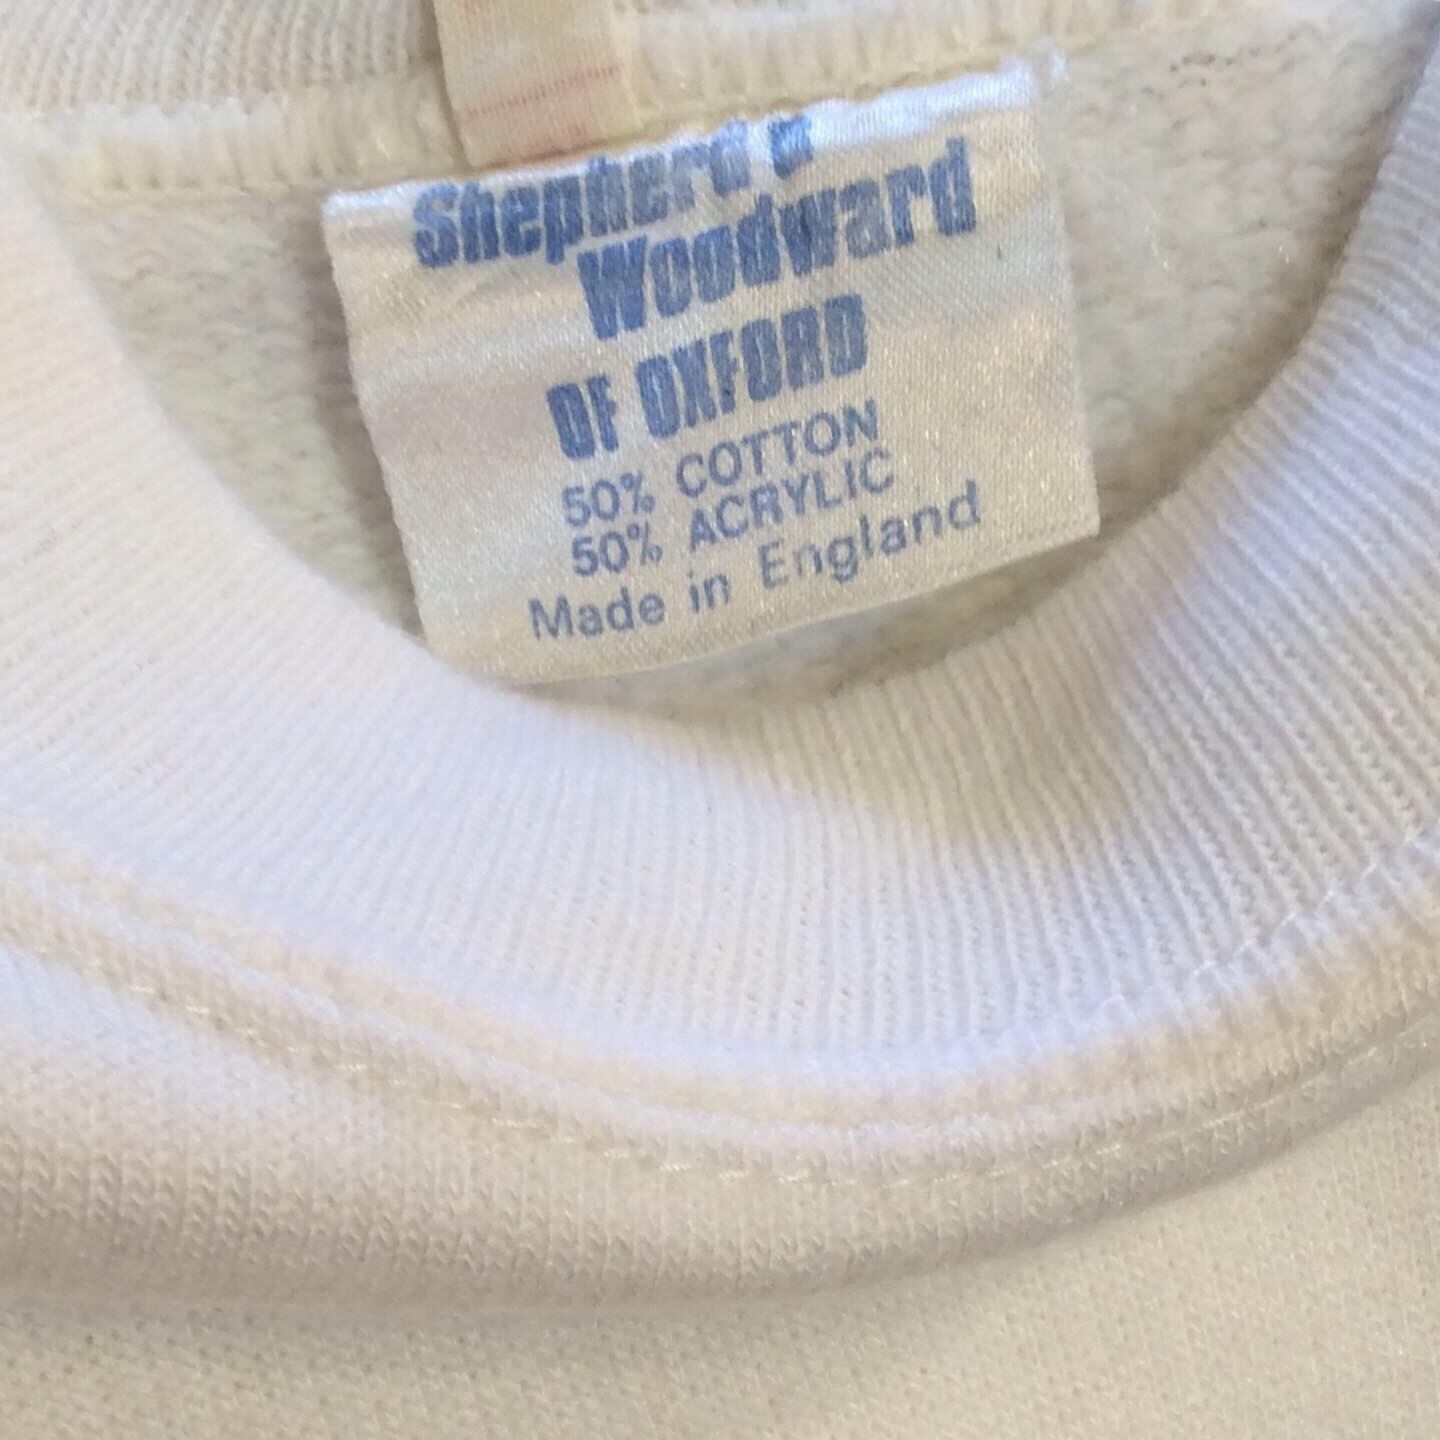 Shepherd &
Woodward
OF OXFORD
50% COTTON
50% ACRYLIC
Made in England